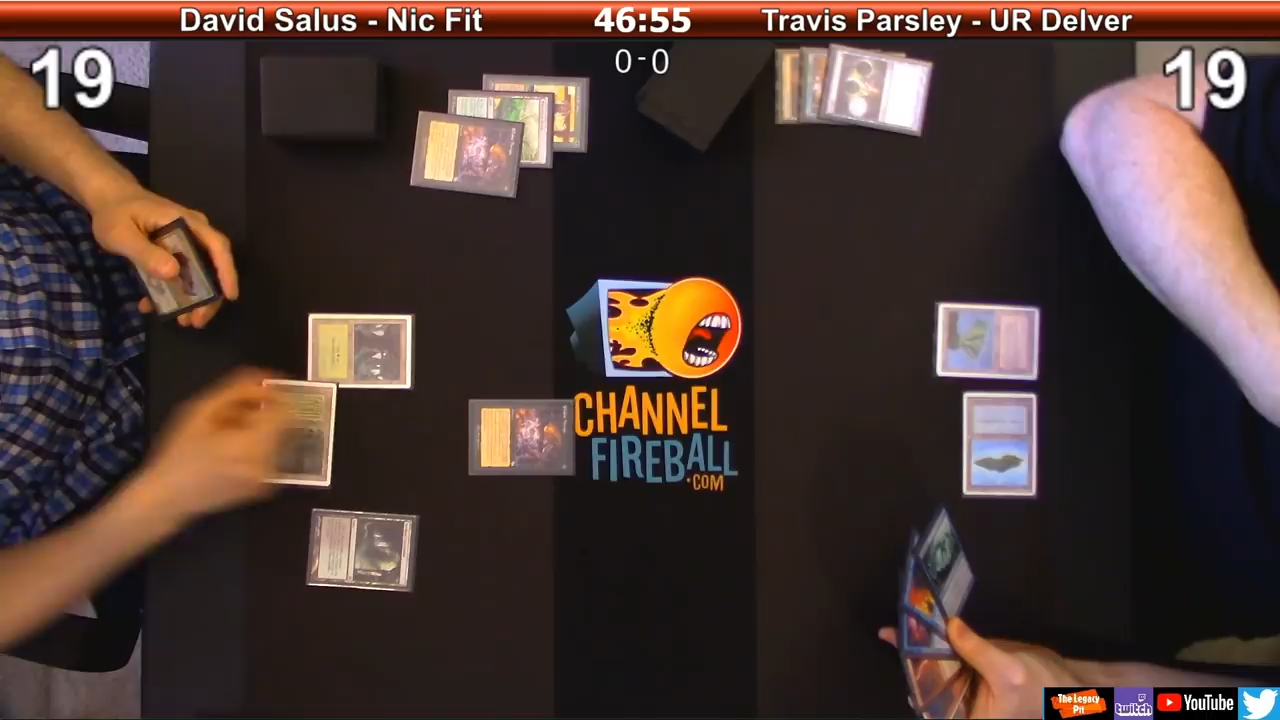 David Salus - Nic Fit
46:55
Travis Parsley - UR Delver
0-0
19
19
CHANNEL
FIREBALL
.COM
The Legacy
Pit
twitch
YouTube